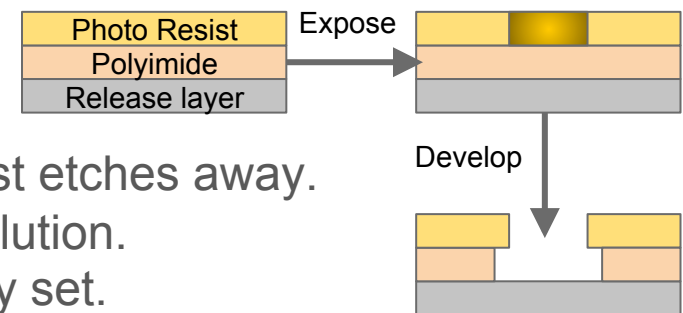 Photo Resist
Expose
Polyimide
Release layer
Develop
st etches away.
lution.
y set.